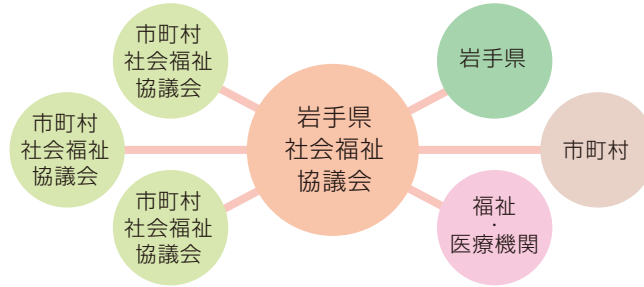 市町村
社会福祉
協議会
市町村
社会福祉
協議会
市町村
社会福祉
協議会
岩手県
社会福祉
協議会
岩手県
市町村
福祉
・
医療機関